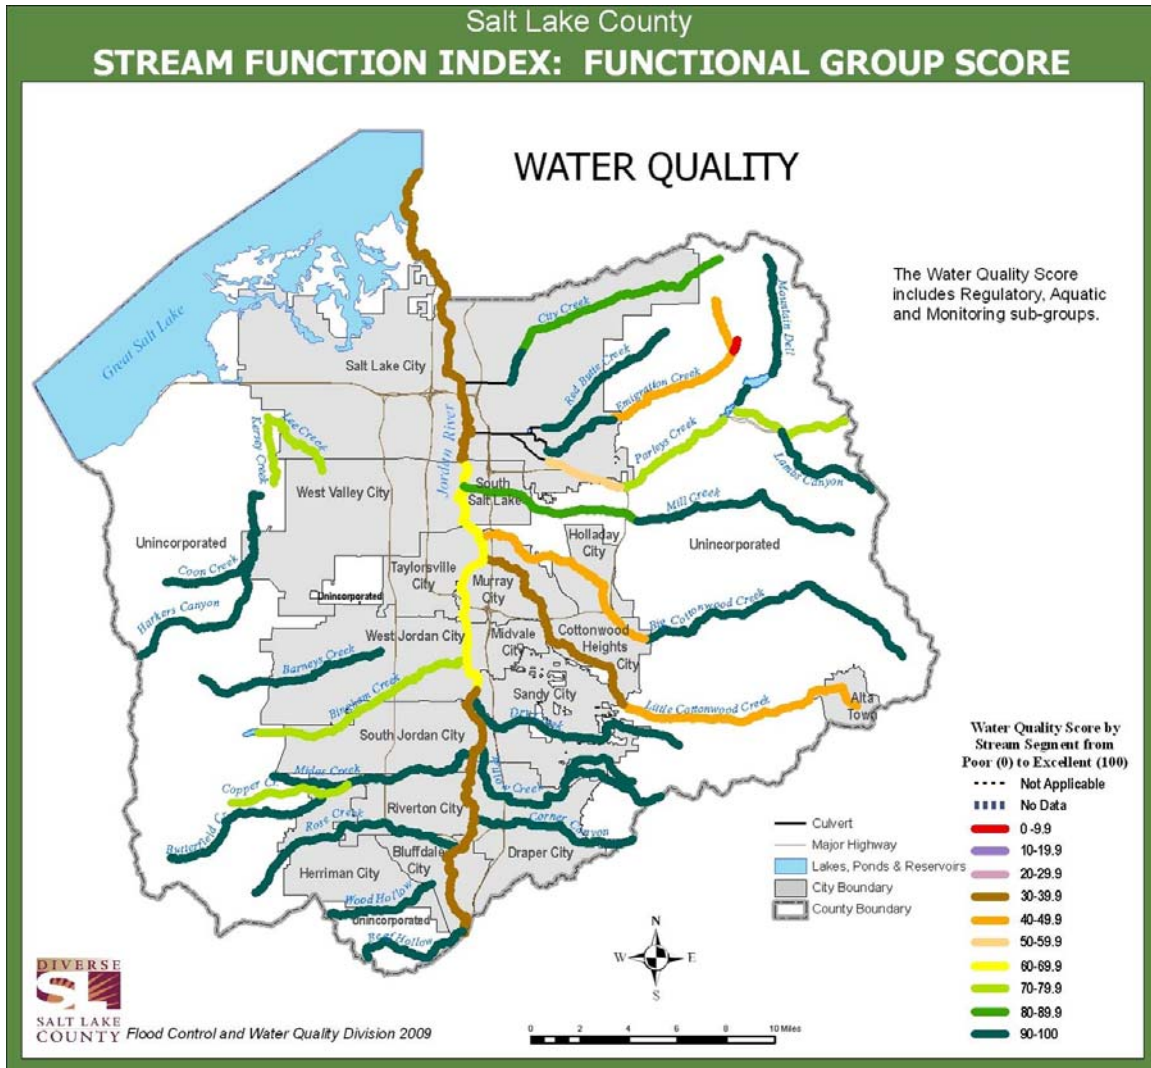 Salt Lake County
STREAM FUNCTION INDEX: FUNCTIONAL GROUP SCORE
WATER QUALITY
The Water Quality Score
includes Regulatory, Aquatic
and Monitoring sub-groups.
Great Salt Lake
Salt Lake City
City Creek
Red Butte Creek
Emigration Creek
Mountain Dell
Jordan River
Parleys Creek
Lambs Canyon
Lee Creek
Kersey Creek
West Valley City
South
Salt Lake
Mill Creek
Holladay
City
Unincorporated
Unincorporated
Coon Creek
Taylorsville
City
Murray
City
Unincorporated
Harkers Canyon
Big Cottonwood Creek
West Jordan City
Midvale
City
Cottonwood
Heights
City
Barneys Creek
Bingham Creek
Sandy City
Little Cottonwood Creek
Alta
Town
Dry Creek
South Jordan City
Midas Creek
Willow Creek
Copper Cr.
Riverton City
Rose Creek
Corner Canyon
Butterfield C.
Bluffdale
City
Draper City
Herriman City
Wood Hollow
Unincorporated
Beef Hollow
Culvert
Major Highway
Lakes, Ponds & Reservoirs
City Boundary
County Boundary
Water Quality Score by
Stream Segment from
Poor (0) to Excellent (100)
Not Applicable
No Data
0 -9.9
10-19.9
20-29.9
30-39.9
40-49.9
50-59.9
60-69.9
70-79.9
80-89.9
90-100
N
W E
S
DIVERSE
SL
SALT LAKE
COUNTY
Flood Control and Water Quality Division 2009
0 2 4 6 8 10 Miles